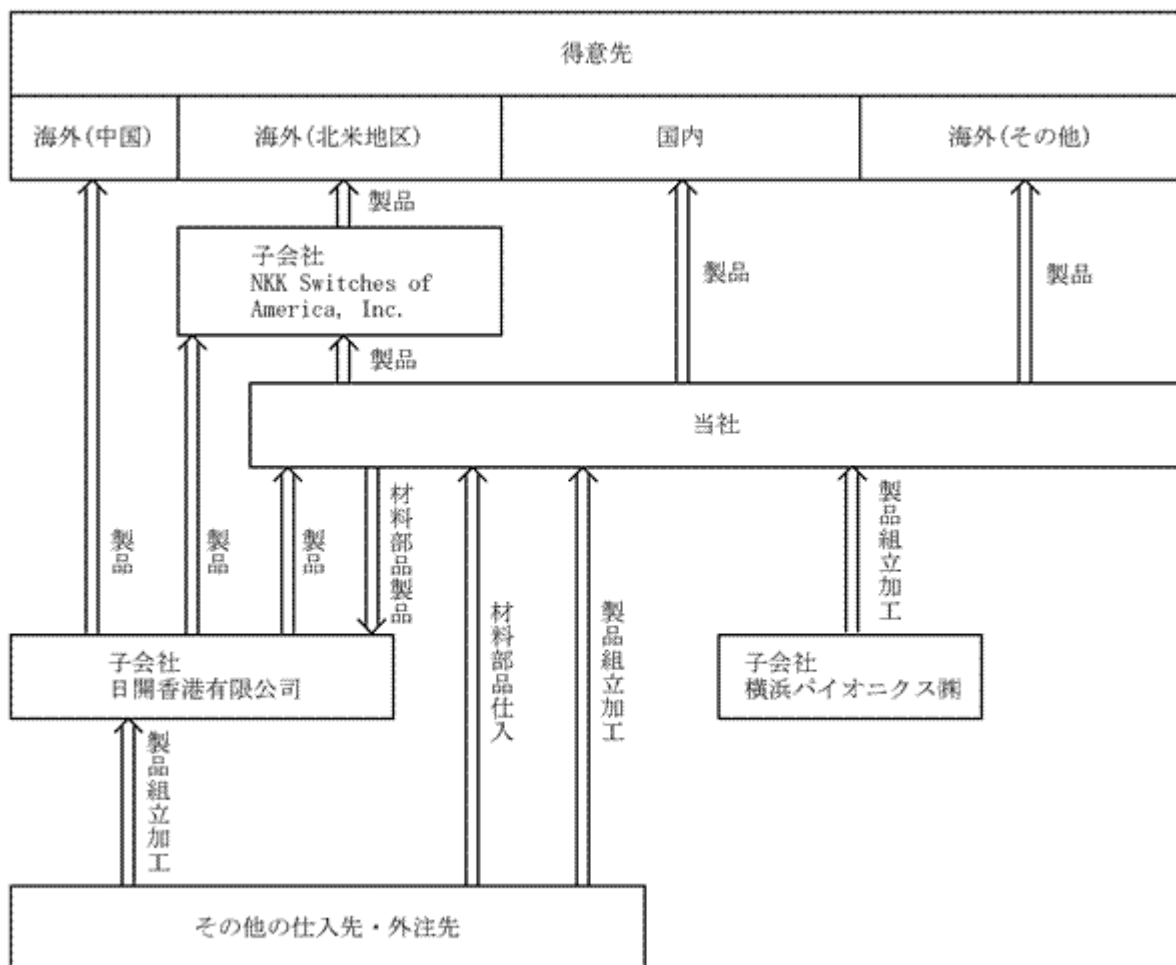 得意先
海外(中国)
海外(北米地区)
国内
海外(その他)
製品
子会社
NKK Switches of
America, Inc.
製品
製品
製品
当社
製品
製品
製品
材料部品製品
材料部品仕入
製品組立加工
製品組立加工
子会社
日開香港有限公司
子会社
横浜パイオニクス㈱
製品組立加工
その他の仕入先・外注先